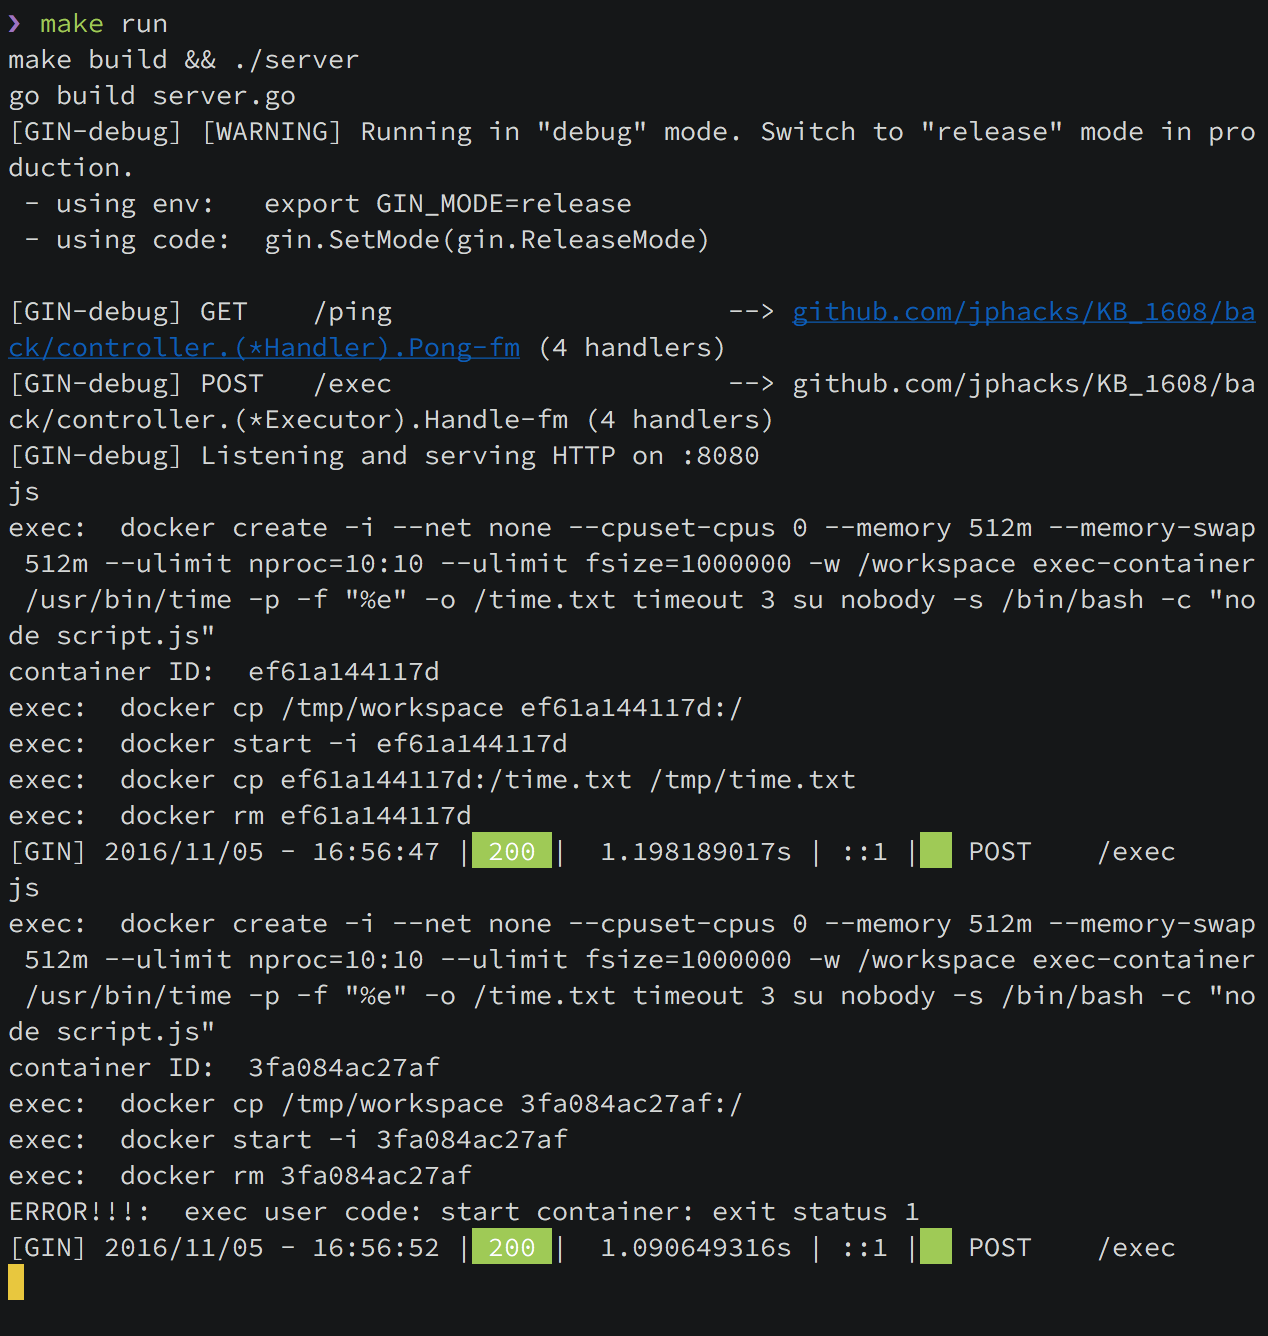 ❯ make run
make build && ./server
go build server.go
[GIN-debug] [WARNING] Running in "debug" mode. Switch to "release" mode in pro
duction.
 - using env:   export GIN_MODE=release
 - using code:  gin.SetMode(gin.ReleaseMode)

[GIN-debug] GET    /ping                     --> github.com/jphacks/KB_1608/ba
ck/controller.(*Handler).Pong-fm (4 handlers)
[GIN-debug] POST   /exec                     --> github.com/jphacks/KB_1608/ba
ck/controller.(*Executor).Handle-fm (4 handlers)
[GIN-debug] Listening and serving HTTP on :8080
js
exec:  docker create -i --net none --cpuset-cpus 0 --memory 512m --memory-swap
 512m --ulimit nproc=10:10 --ulimit fsize=1000000 -w /workspace exec-container
 /usr/bin/time -p -f "%e" -o /time.txt timeout 3 su nobody -s /bin/bash -c "no
de script.js"
container ID:  ef61a144117d
exec:  docker cp /tmp/workspace ef61a144117d:/
exec:  docker start -i ef61a144117d
exec:  docker cp ef61a144117d:/time.txt /tmp/time.txt
exec:  docker rm ef61a144117d
[GIN] 2016/11/05 - 16:56:47 | 200 |  1.198189017s | ::1 |   POST    /exec
js
exec:  docker create -i --net none --cpuset-cpus 0 --memory 512m --memory-swap
 512m --ulimit nproc=10:10 --ulimit fsize=1000000 -w /workspace exec-container
 /usr/bin/time -p -f "%e" -o /time.txt timeout 3 su nobody -s /bin/bash -c "no
de script.js"
container ID:  3fa084ac27af
exec:  docker cp /tmp/workspace 3fa084ac27af:/
exec:  docker start -i 3fa084ac27af
exec:  docker rm 3fa084ac27af
ERROR!!!:  exec user code: start container: exit status 1
[GIN] 2016/11/05 - 16:56:52 | 200 |  1.090649316s | ::1 |   POST    /exec